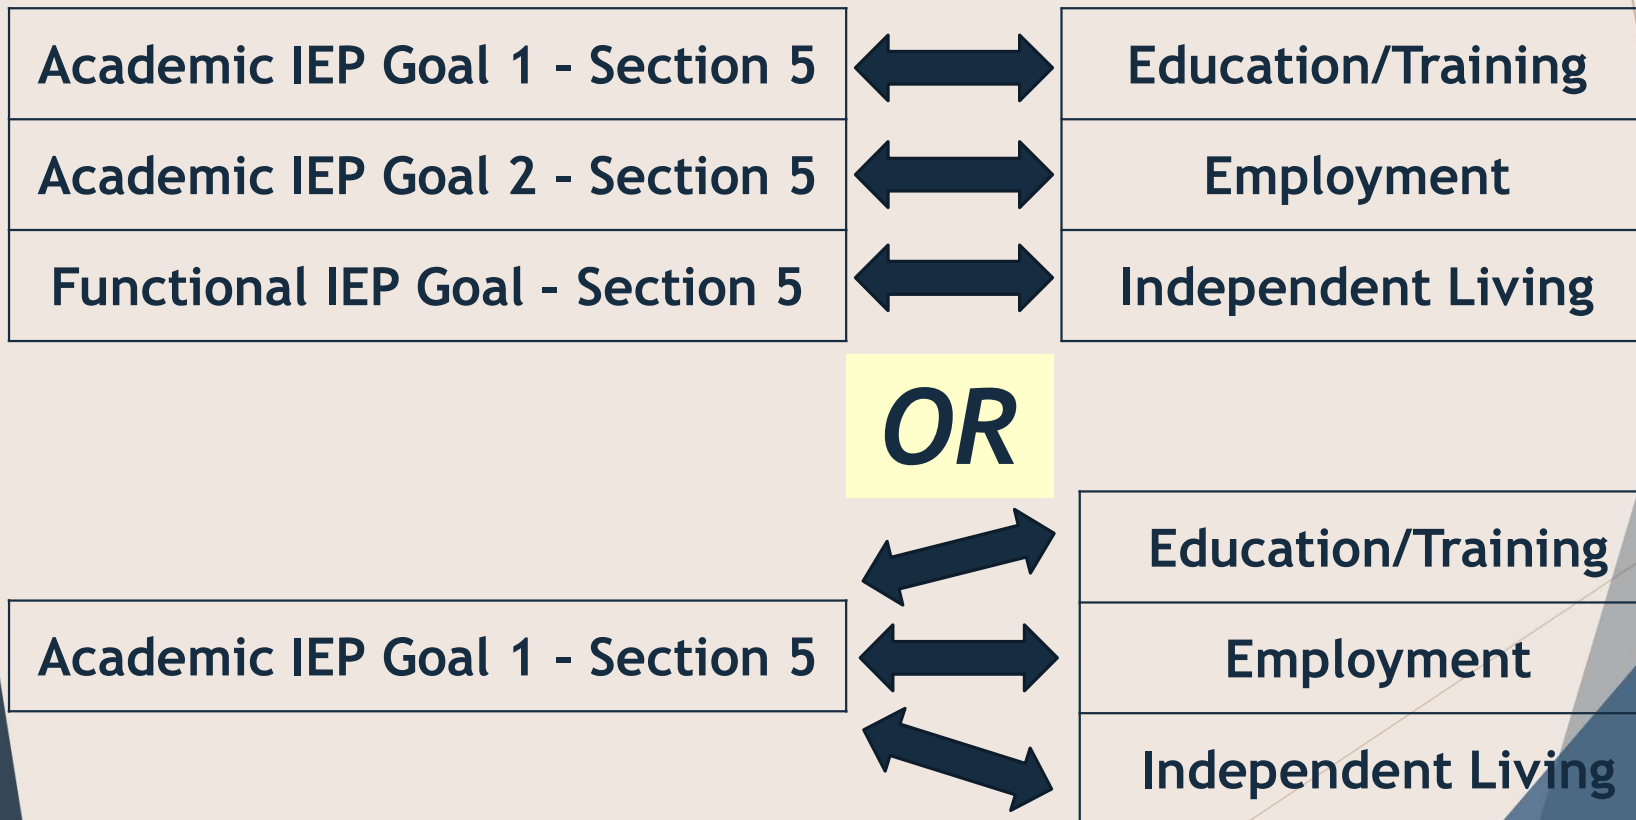 Academic IEP Goal 1 – Section 5
Education/Training
Academic IEP Goal 2 – Section 5
Employment
Functional IEP Goal – Section 5
Independent Living
OR
Education/Training
Academic IEP Goal 1 – Section 5
Employment
Independent Living